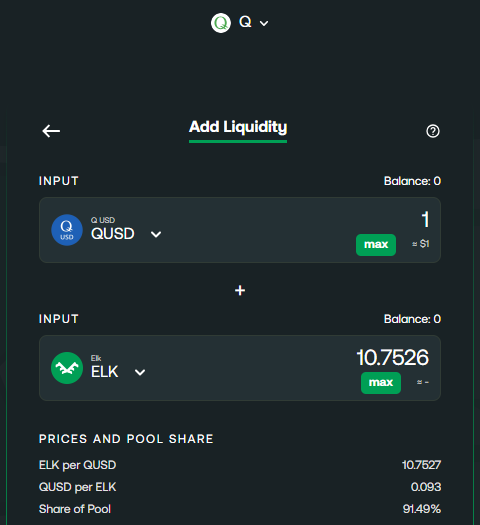 Q
Add Liquidity
INPUT Balance: 0
Q USD
Q USD QUSD 1
max ≈ $1
+
INPUT Balance: 0
Elk
ELK 10.7526
max ≈ -
PRICES AND POOL SHARE
ELK per QUSD 10.7527
QUSD per ELK 0.093
Share of Pool 91.49%